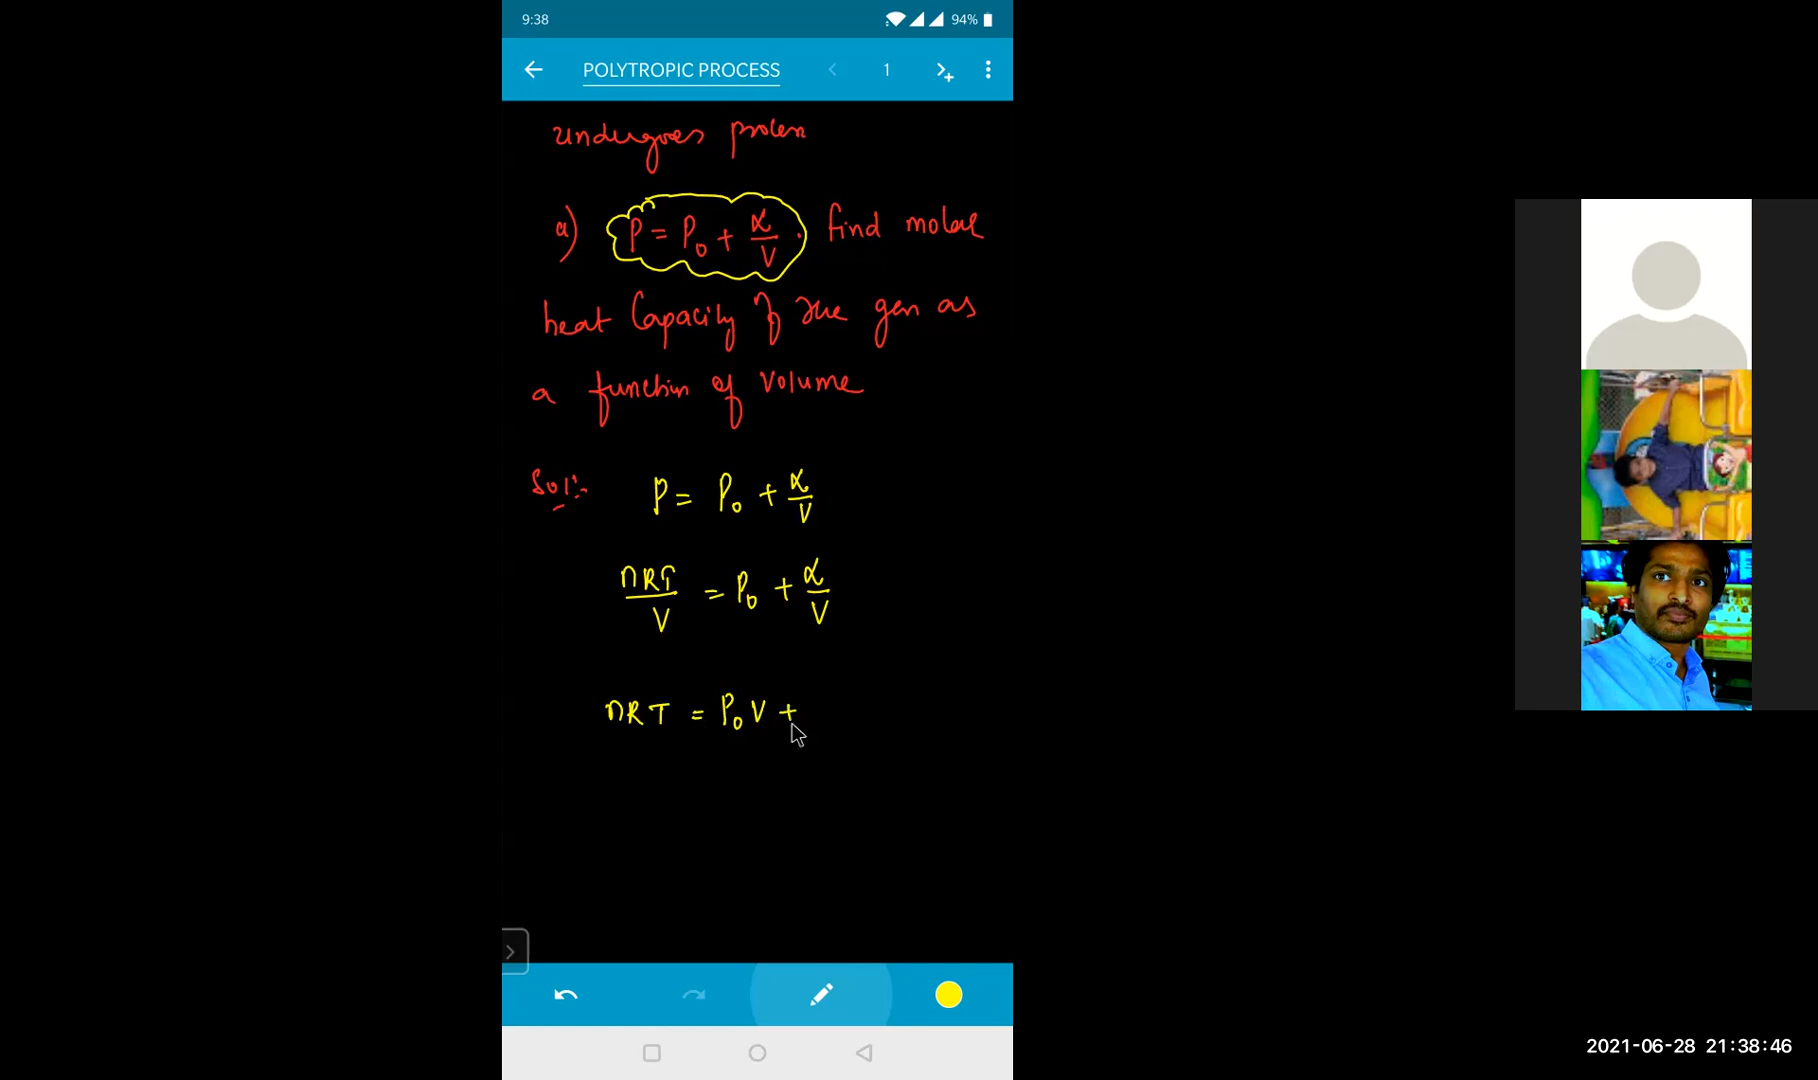 9:38
94%
POLYTROPIC PROCESS
1
undergoes process
a) P = P₀ + α/V . find molar
heat Capacity of the gas as
a function of volume
Sol:-
P = P₀ + α/V
nRT/V = P₀ + α/V
nRT = P₀V +
2021-06-28 21:38:46